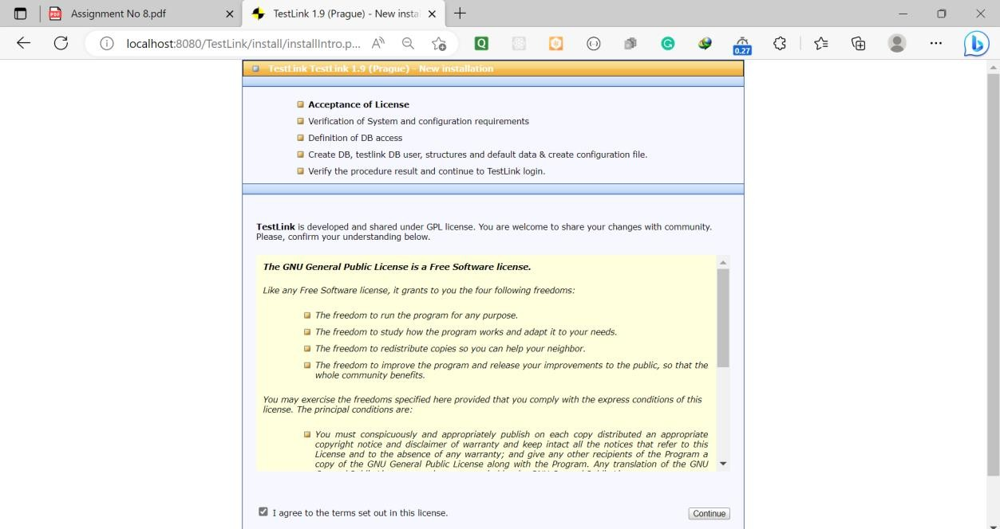 Assignment No 8.pdf
TestLink 1.9 (Prague) - New insta
localhost:8080/TestLink/install/installIntro.p...
0.27
TestLink TestLink 1.9 (Prague) - New installation
Acceptance of License
Verification of System and configuration requirements
Definition of DB access
Create DB, testlink DB user, structures and default data & create configuration file.
Verify the procedure result and continue to TestLink login.
TestLink is developed and shared under GPL license. You are welcome to share your changes with community.
Please, confirm your understanding below.
The GNU General Public License is a Free Software license.
Like any Free Software license, it grants to you the four following freedoms:
The freedom to run the program for any purpose.
The freedom to study how the program works and adapt it to your needs.
The freedom to redistribute copies so you can help your neighbor.
The freedom to improve the program and release your improvements to the public, so that the
whole community benefits.
You may exercise the freedoms specified here provided that you comply with the express conditions of this
license. The principal conditions are:
You must conspicuously and appropriately publish on each copy distributed an appropriate
copyright notice and disclaimer of warranty and keep intact all the notices that refer to this
License and to the absence of any warranty; and give any other recipients of the Program a
copy of the GNU General Public License along with the Program. Any translation of the GNU
I agree to the terms set out in this license.
Continue